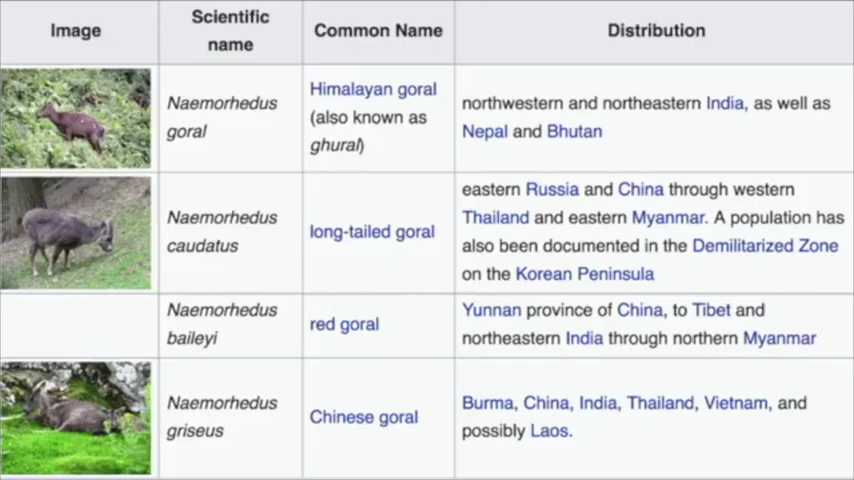 Image
Scientific
name
Common Name
Distribution
Naemorhedus
goral
Himalayan goral
(also known as
ghural)
northwestern and northeastern India, as well as
Nepal and Bhutan
Naemorhedus
caudatus
long-tailed goral
eastern Russia and China through western
Thailand and eastern Myanmar. A population has
also been documented in the Demilitarized Zone
on the Korean Peninsula
Naemorhedus
baileyi
red goral
Yunnan province of China, to Tibet and
northeastern India through northern Myanmar
Naemorhedus
griseus
Chinese goral
Burma, China, India, Thailand, Vietnam, and
possibly Laos.